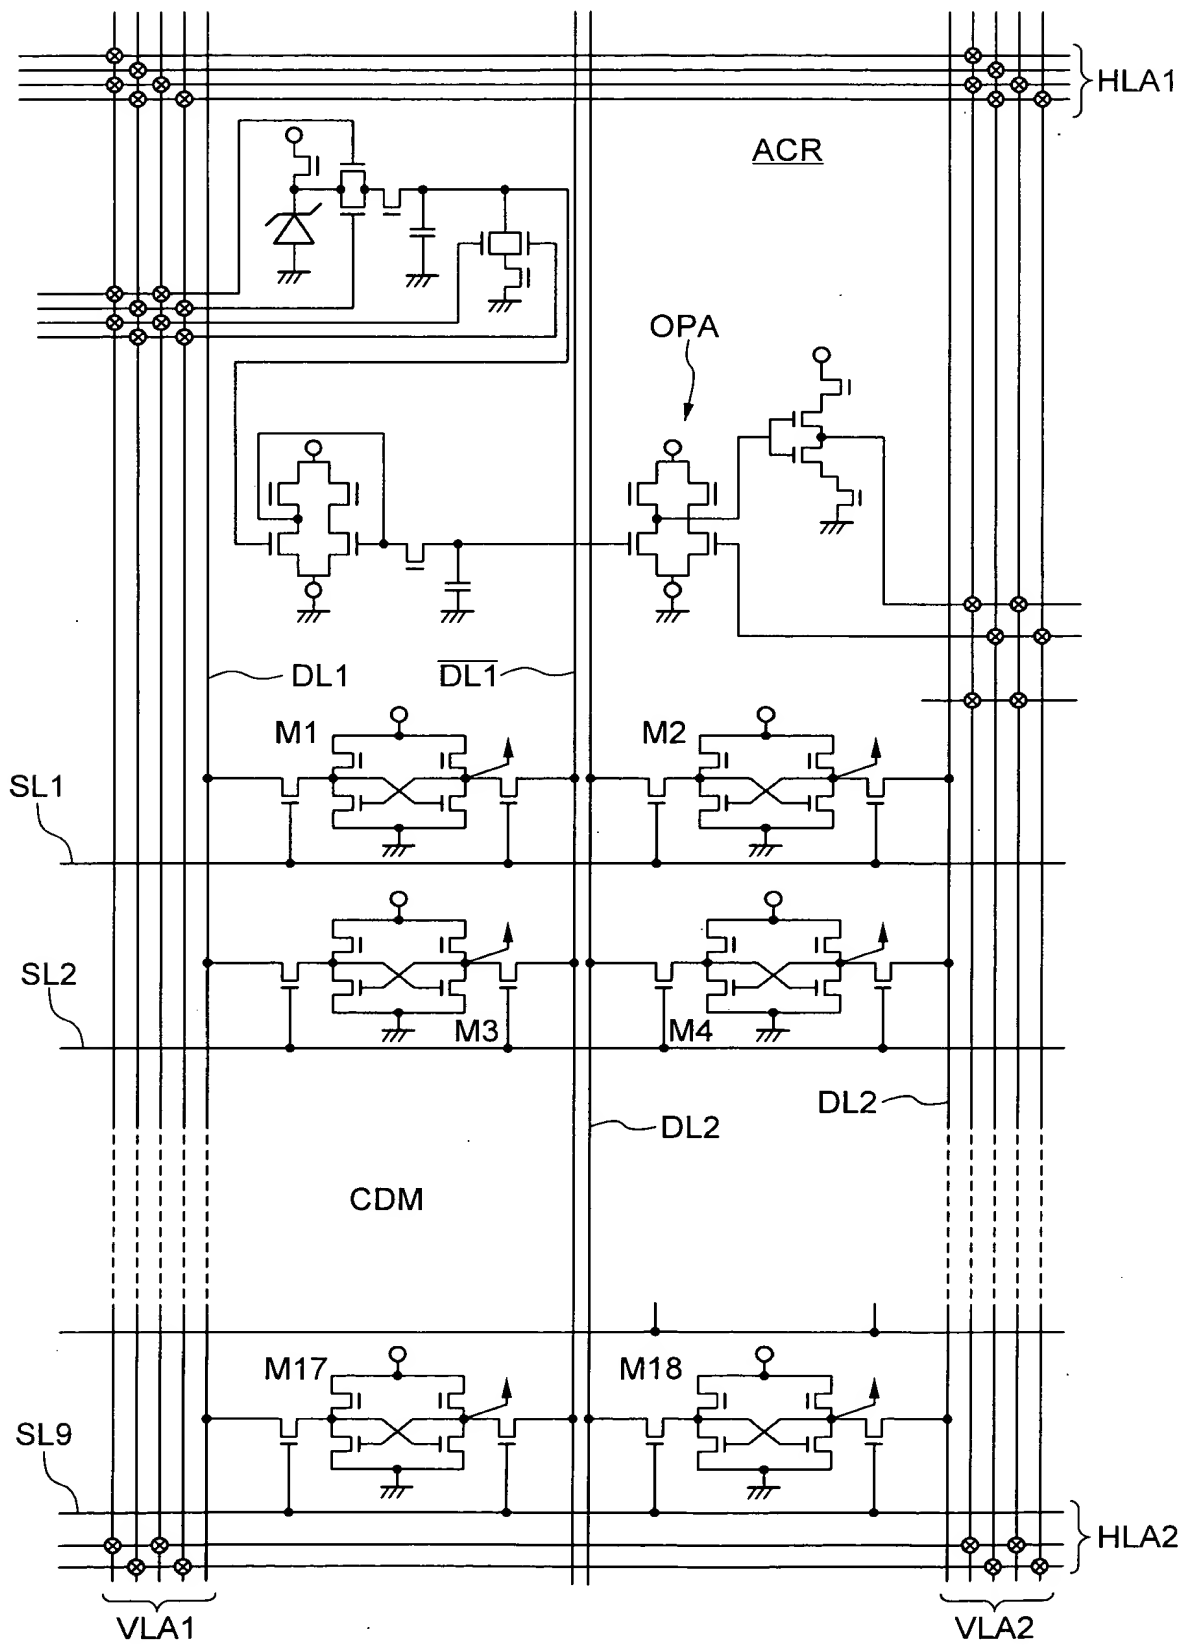 HLA1
ACR
OPA
DL1
DL1
M1
M2
SL1
SL2
M3
M4
DL2
DL2
CDM
M17
M18
SL9
HLA2
VLA1
VLA2